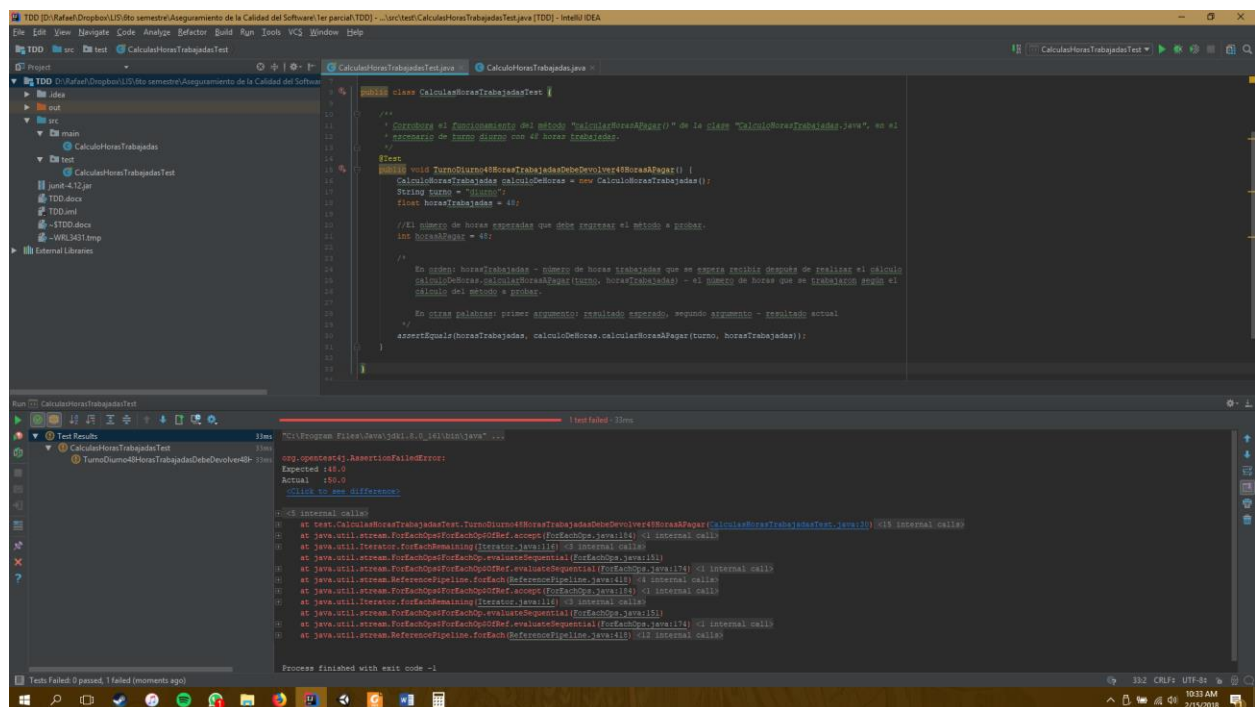 TDD [D:\Rafael\Dropbox\LIS\6to semestre\Aseguramiento de la Calidad del Software\1er parcial\TDD] - ...\src\test\CalculasHorasTrabajadasTest.java [TDD] - IntelliJ IDEA
File Edit View Navigate Code Analyze Refactor Build Run Tools VCS Window Help
TDD src test CalculasHorasTrabajadasTest
CalculasHorasTrabajadasTest
Project
CalculasHorasTrabajadasTest.java CalculoHorasTrabajadas.java
TDD D:\Rafael\Dropbox\LIS\6to semestre\Aseguramiento de la Calidad del Softwar
.idea
out
src
main
CalculoHorasTrabajadas
test
CalculasHorasTrabajadasTest
junit-4.12.jar
TDD.docx
TDD.iml
~$TDD.docx
~WRL3431.tmp
External Libraries
public class CalculasHorasTrabajadasTest {
/**
* Corrobora el funcionamiento del método "calcularHorasAPagar()" de la clase "CalculoHorasTrabajadas.java", en el
* escenario de turno diurno con 48 horas trabajadas.
*/
@Test
public void TurnoDiurno48HorasTrabajadasDebeDevolver48HorasAPagar() {
CalculoHorasTrabajadas calculoDeHoras = new CalculoHorasTrabajadas();
String turno = "diurno";
float horasTrabajadas = 48;
//El número de horas esperadas que debe regresar el método a probar.
int horasAPagar = 48;
/*
En orden: horasTrabajadas - número de horas trabajadas que se espera recibir después de realizar el cálculo
calculoDeHoras.calcularHorasAPagar(turno, horasTrabajadas) - el número de horas que se trabajaron según el
cálculo del método a probar.
En otras palabras: primer argumento: resultado esperado, segundo argumento - resultado actual
*/
assertEquals(horasTrabajadas, calculoDeHoras.calcularHorasAPagar(turno, horasTrabajadas));
}
}
Run CalculasHorasTrabajadasTest
1 test failed - 33ms
Test Results 33ms
CalculasHorasTrabajadasTest 33ms
TurnoDiurno48HorasTrabajadasDebeDevolver48H 33ms
"C:\Program Files\Java\jdk1.8.0_161\bin\java" ...
org.opentest4j.AssertionFailedError:
Expected :48.0
Actual :50.0
<Click to see difference>
<5 internal calls>
at test.CalculasHorasTrabajadasTest.TurnoDiurno48HorasTrabajadasDebeDevolver48HorasAPagar(CalculasHorasTrabajadasTest.java:30) <15 internal calls>
at java.util.stream.ForEachOps$ForEachOp$OfRef.accept(ForEachOps.java:184) <1 internal call>
at java.util.Iterator.forEachRemaining(Iterator.java:116) <3 internal calls>
at java.util.stream.ForEachOps$ForEachOp.evaluateSequential(ForEachOps.java:151)
at java.util.stream.ForEachOps$ForEachOp$OfRef.evaluateSequential(ForEachOps.java:174) <1 internal call>
at java.util.stream.ReferencePipeline.forEach(ReferencePipeline.java:418) <4 internal calls>
at java.util.stream.ForEachOps$ForEachOp$OfRef.accept(ForEachOps.java:184) <1 internal call>
at java.util.Iterator.forEachRemaining(Iterator.java:116) <3 internal calls>
at java.util.stream.ForEachOps$ForEachOp.evaluateSequential(ForEachOps.java:151)
at java.util.stream.ForEachOps$ForEachOp$OfRef.evaluateSequential(ForEachOps.java:174) <1 internal call>
at java.util.stream.ReferencePipeline.forEach(ReferencePipeline.java:418) <12 internal calls>
Process finished with exit code -1
Tests Failed: 0 passed, 1 failed (moments ago)
33:2 CRLF÷ UTF-8÷
10:33 AM
2/15/2018